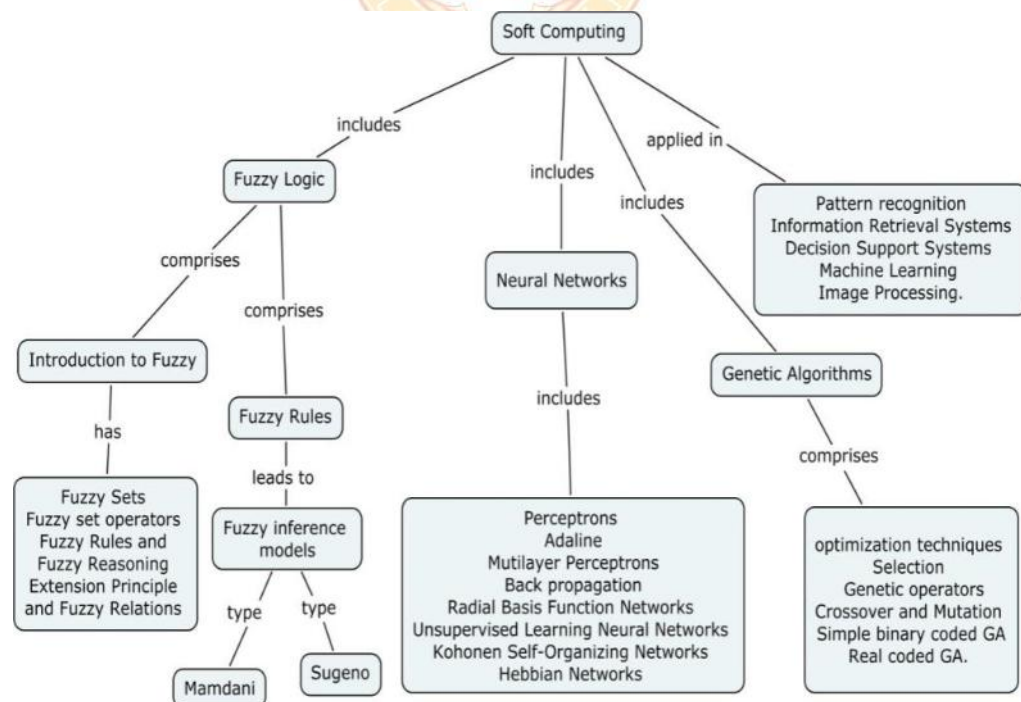 Soft Computing
includes
applied in
includes
includes
Fuzzy Logic
Pattern recognition
Information Retrieval Systems
Decision Support Systems
Machine Learning
Image Processing.
comprises
comprises
Neural Networks
Introduction to Fuzzy
Genetic Algorithms
has
Fuzzy Rules
includes
leads to
comprises
Fuzzy Sets
Fuzzy set operators
Fuzzy Rules and
Fuzzy Reasoning
Extension Principle
and Fuzzy Relations
Fuzzy inference
models
type
type
Mamdani
Sugeno
Perceptrons
Adaline
Mutilayer Perceptrons
Back propagation
Radial Basis Function Networks
Unsupervised Learning Neural Networks
Kohonen Self-Organizing Networks
Hebbian Networks
optimization techniques
Selection
Genetic operators
Crossover and Mutation
Simple binary coded GA
Real coded GA.